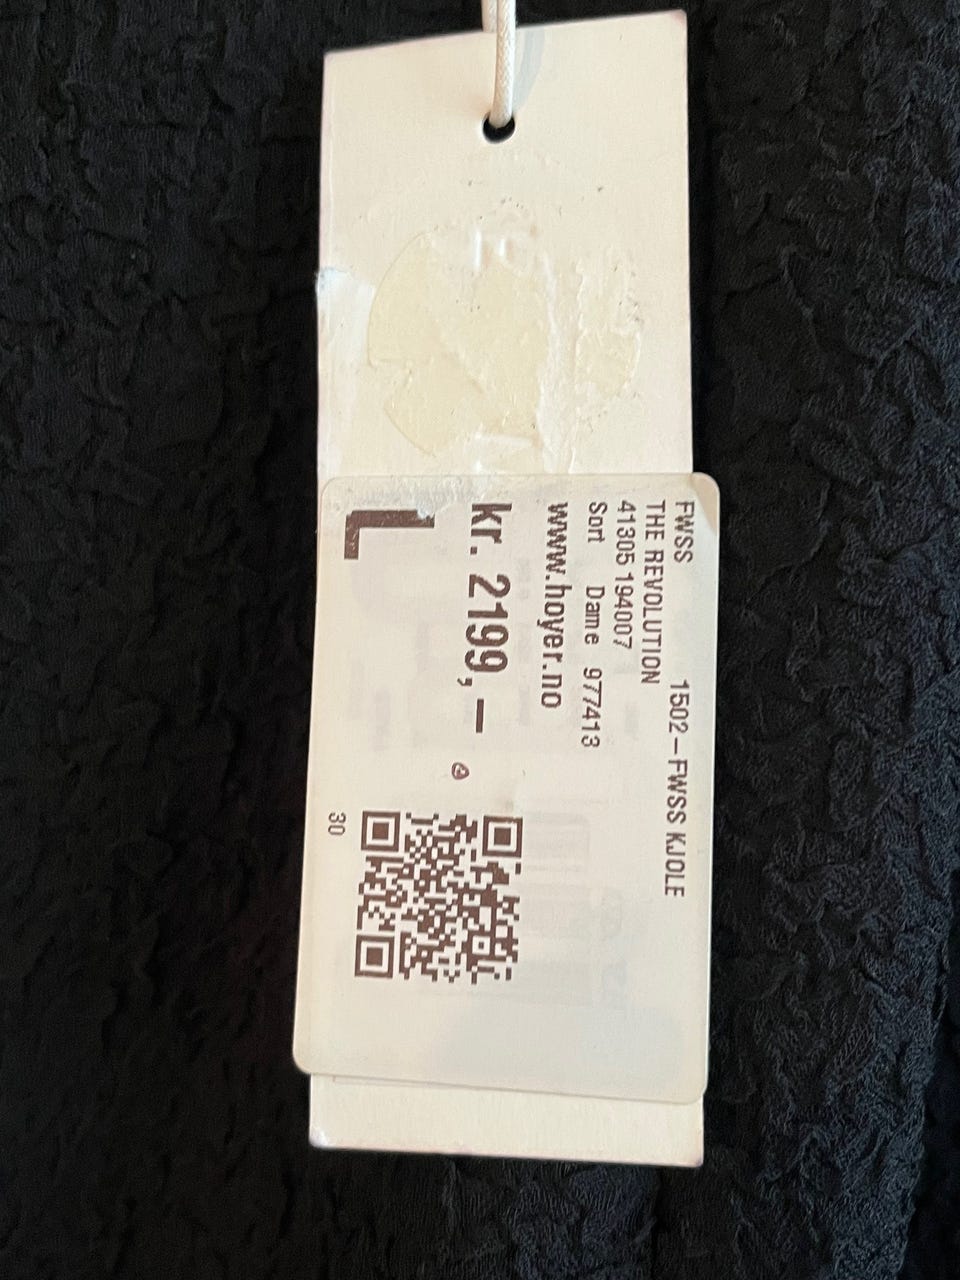 FWSS 1502-FWSS KJOLE
THE REVOLUTION
41305 194007
Sort Dame 977413
www.hoyer.no
kr. 2199,-
L
30